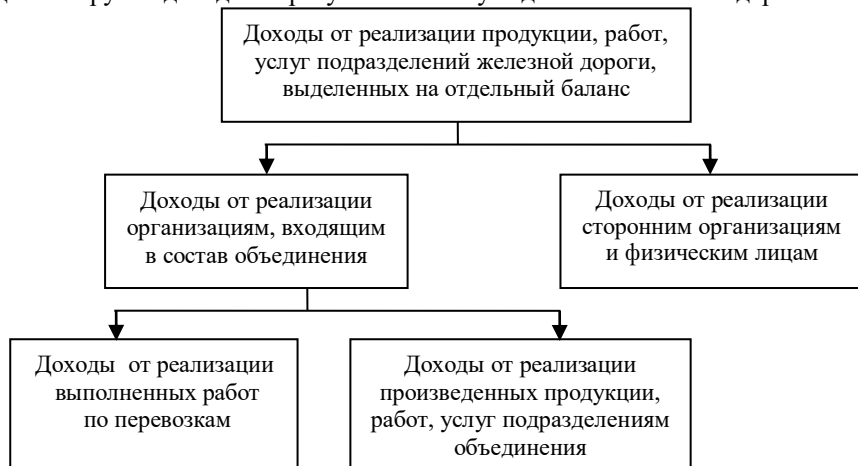 Доходы от реализации продукции, работ,
услуг подразделений железной дороги,
выделенных на отдельный баланс
Доходы от реализации
организациям, входящим
в состав объединения
Доходы от реализации
сторонним организациям
и физическим лицам
Доходы от реализации
выполненных работ
по перевозкам
Доходы от реализации
произведенных продукции,
работ, услуг подразделениям
объединения